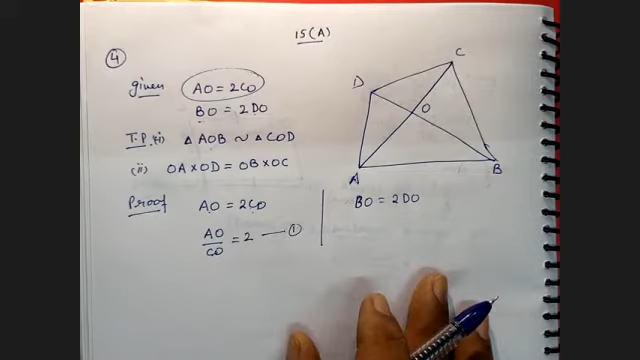 15(A)
4
given AO = 2CO
BO = 2DO
T.P. (i) △AOB ~ △COD
(ii) OA × OD = OB × OC
Proof AO = 2CO
AO/CO = 2 —— ①
BO = 2DO
C
D
O
A
B